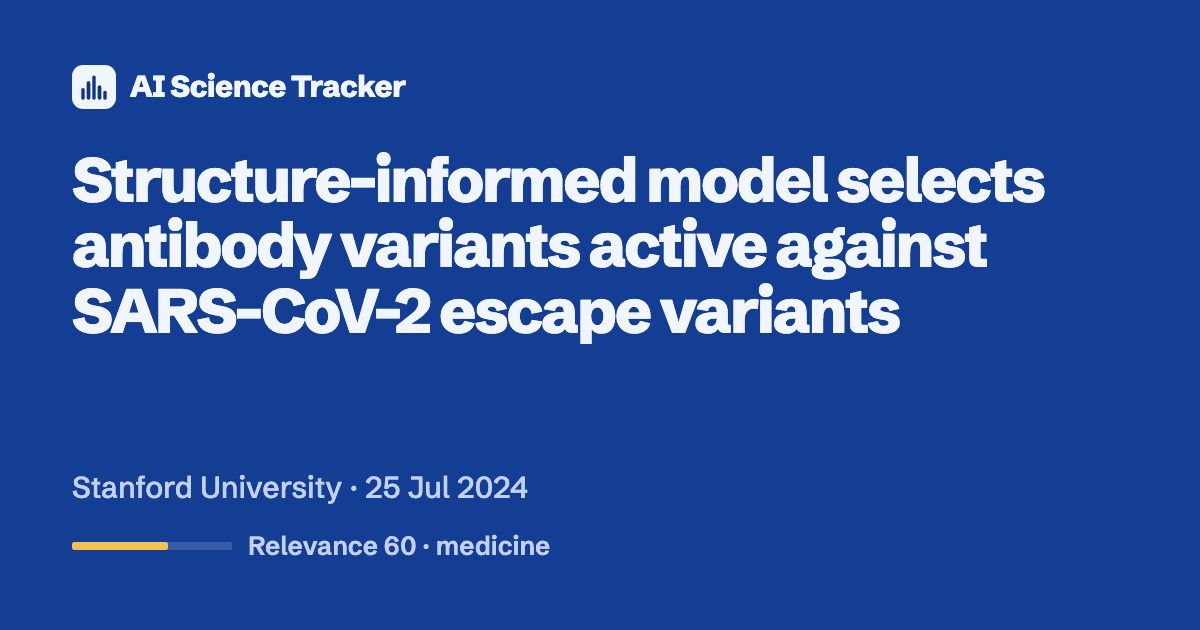 AI Science Tracker
Structure-informed model selects
antibody variants active against
SARS-CoV-2 escape variants
Stanford University · 25 Jul 2024
Relevance 60 · medicine